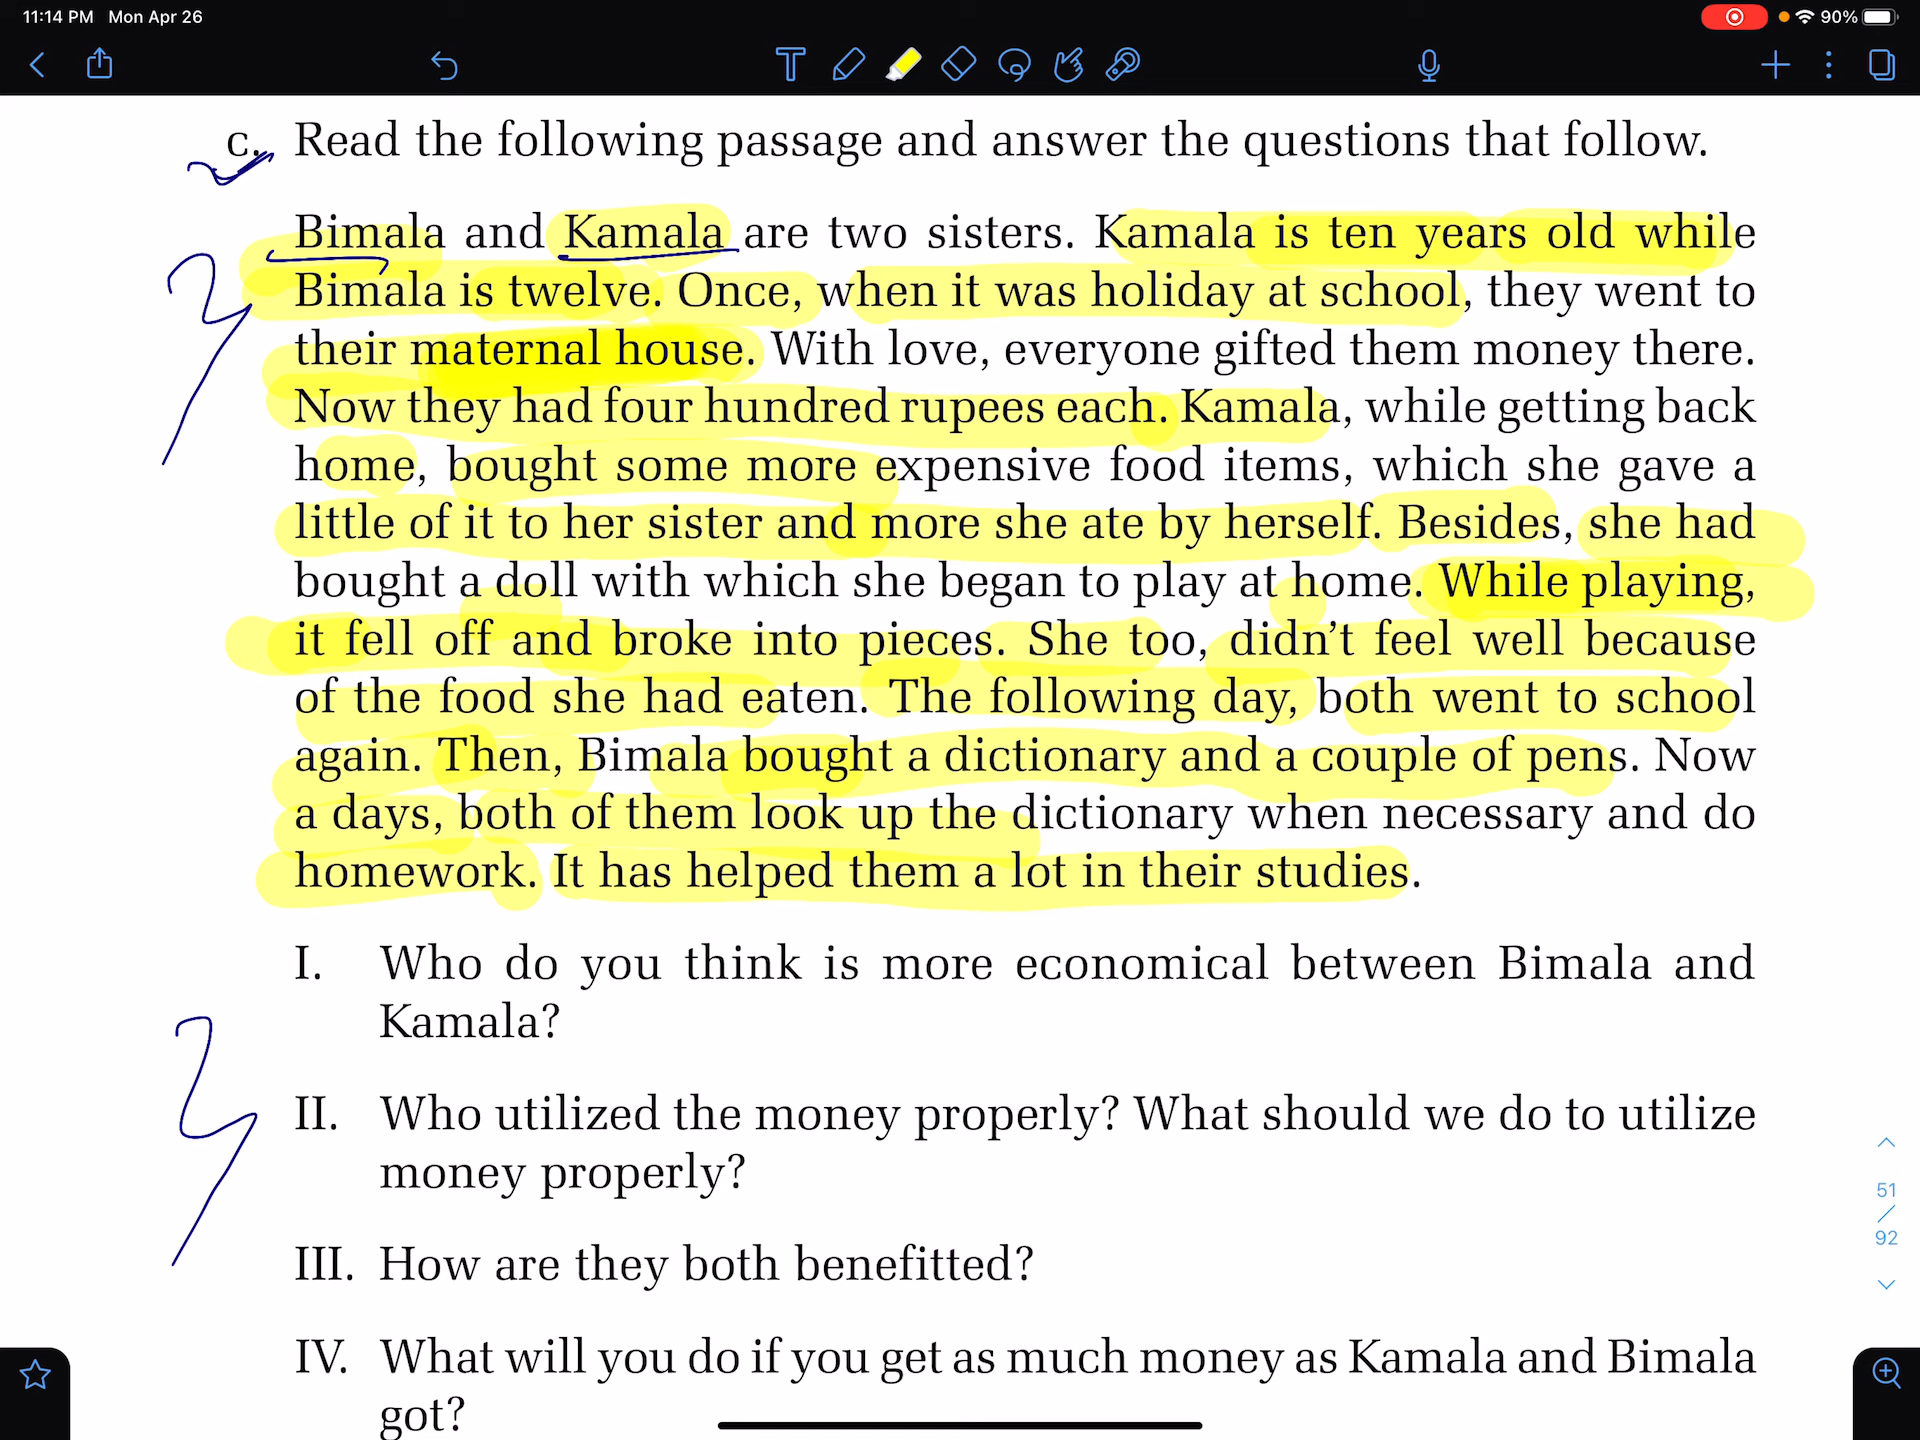 11:14 PM Mon Apr 26
90%
c. Read the following passage and answer the questions that follow.
Bimala and Kamala are two sisters. Kamala is ten years old while
Bimala is twelve. Once, when it was holiday at school, they went to
their maternal house. With love, everyone gifted them money there.
Now they had four hundred rupees each. Kamala, while getting back
home, bought some more expensive food items, which she gave a
little of it to her sister and more she ate by herself. Besides, she had
bought a doll with which she began to play at home. While playing,
it fell off and broke into pieces. She too, didn’t feel well because
of the food she had eaten. The following day, both went to school
again. Then, Bimala bought a dictionary and a couple of pens. Now
a days, both of them look up the dictionary when necessary and do
homework. It has helped them a lot in their studies.
I. Who do you think is more economical between Bimala and
Kamala?
II. Who utilized the money properly? What should we do to utilize
money properly?
III. How are they both benefitted?
IV. What will you do if you get as much money as Kamala and Bimala
got?
51
/
92